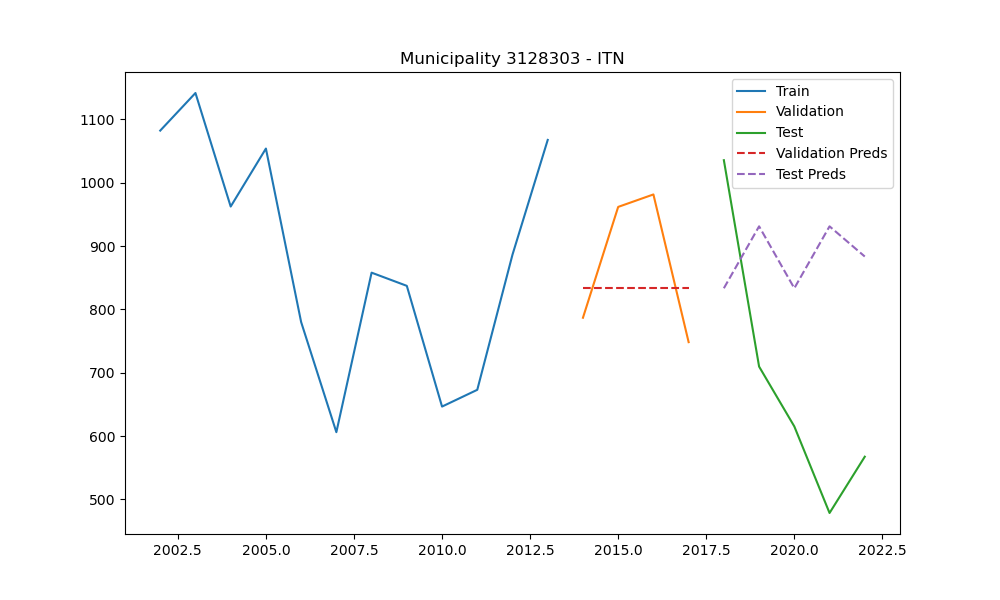 Municipality 3128303 - ITN
Train
Validation
Test
Validation Preds
Test Preds
1100
1000
900
800
700
600
500
2002.5 2005.0 2007.5 2010.0 2012.5 2015.0 2017.5 2020.0 2022.5